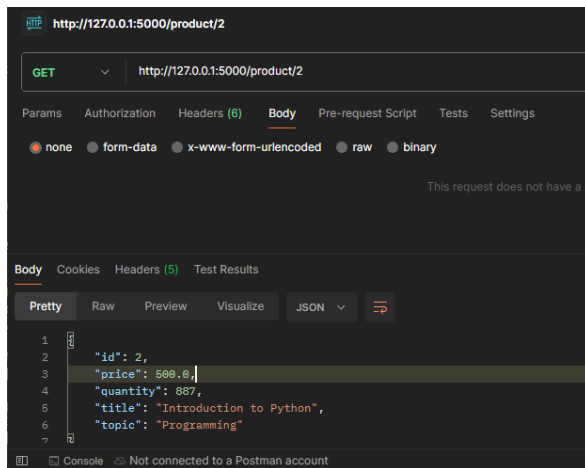 HTTP http://127.0.0.1:5000/product/2
GET http://127.0.0.1:5000/product/2
Params Authorization Headers (6) Body Pre-request Script Tests Settings
none form-data x-www-form-urlencoded raw binary
This request does not have a
Body Cookies Headers (5) Test Results
Pretty Raw Preview Visualize JSON
1 {
2 "id": 2,
3 "price": 500.0,
4 "quantity": 887,
5 "title": "Introduction to Python",
6 "topic": "Programming"
7 }
Console Not connected to a Postman account